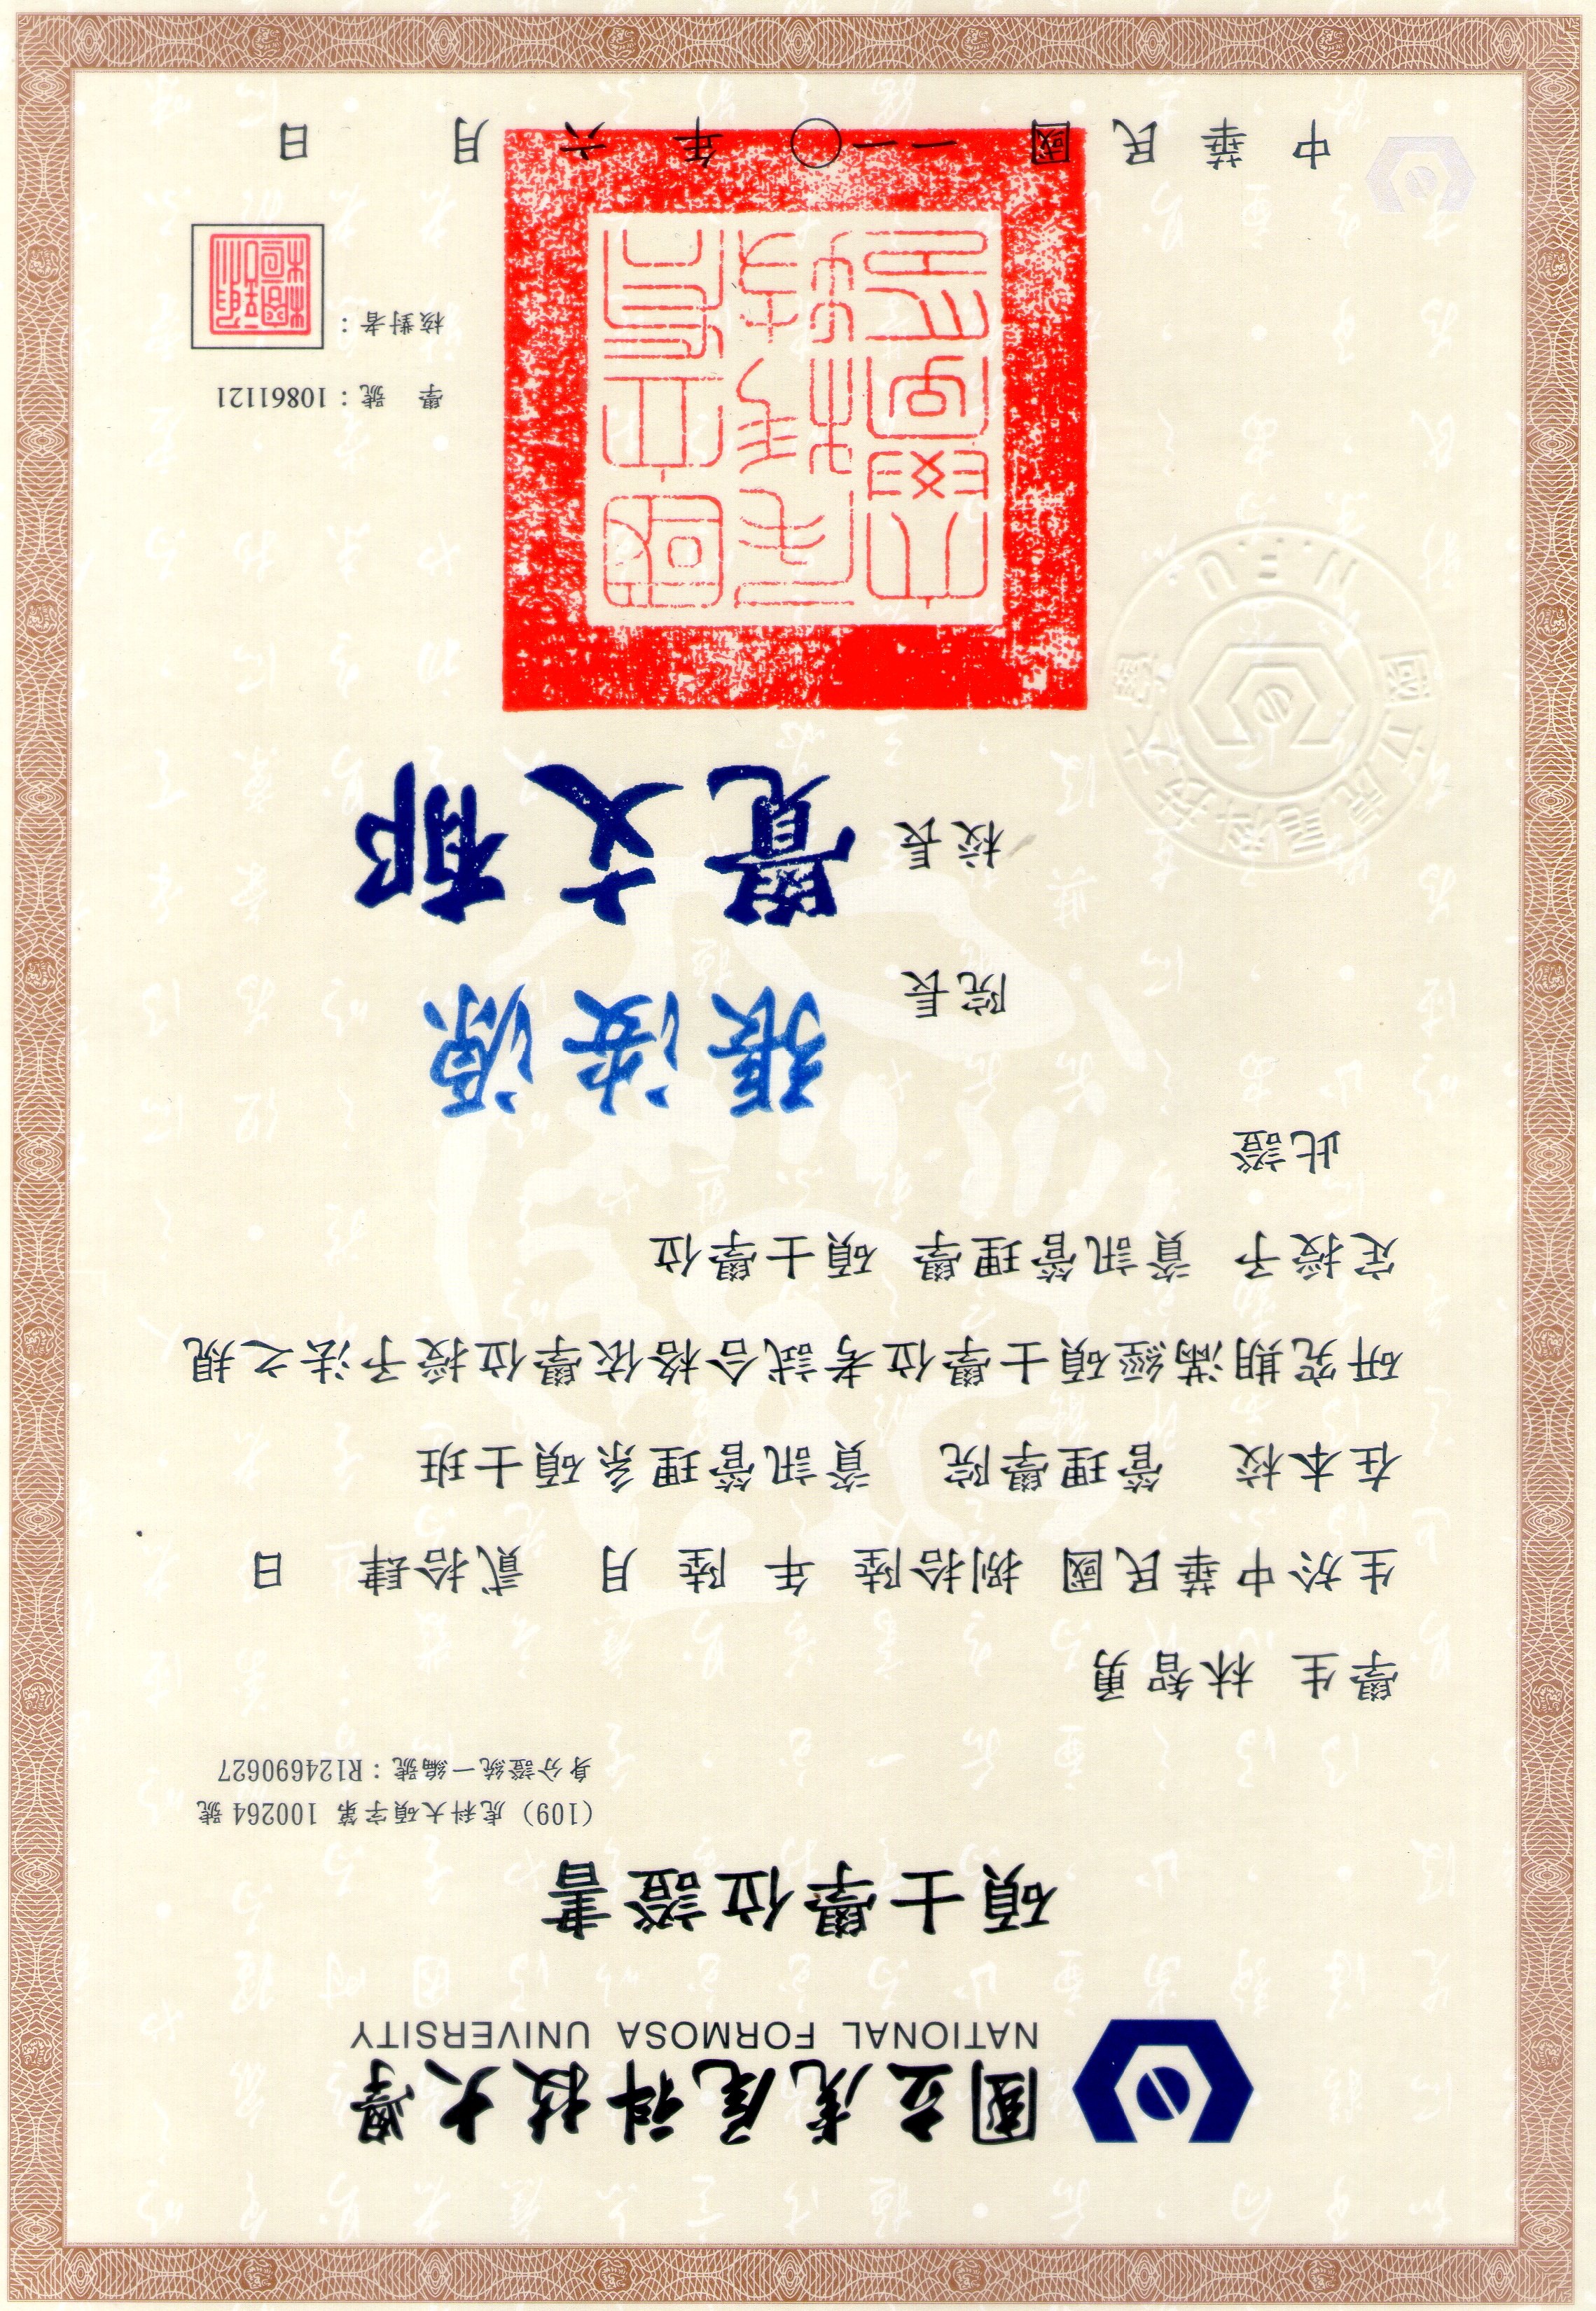 國立虎尾科技大學
NATIONAL FORMOSA UNIVERSITY
碩士學位證書
(109) 虎科大碩字第 100264 號
身分證統一編號：R124690627
學生 林智勇
生於中華民國 捌拾陸 年 陸 月 貳拾肆 日
在本校 管理學院 資訊管理系碩士班
研究期滿經碩士學位考試合格依學位授予法之規
定授予 資訊管理學 碩士學位
此證
院長 張洝源
校長 覺文郁
國立虎尾科技大學
N.F.U.
國立虎
尾科技
大學印
學 號：10861121
核對者：
中華民國 一一〇 年 六 月 日